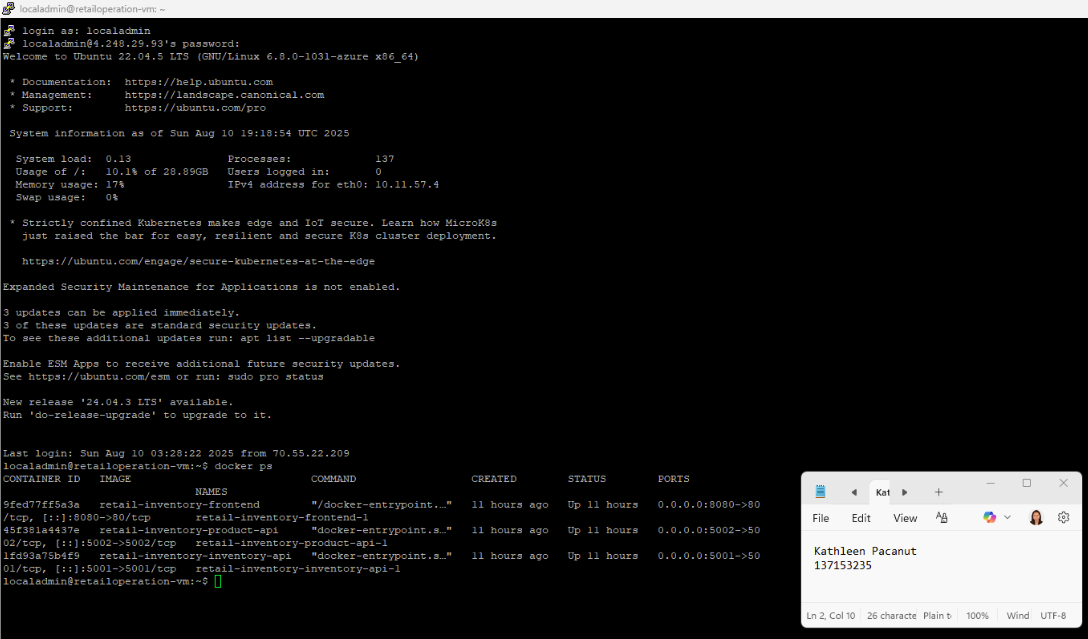 localadmin@retailoperation-vm: ~
login as: localadmin
localadmin@4.248.29.93's password:
Welcome to Ubuntu 22.04.5 LTS (GNU/Linux 6.8.0-1031-azure x86_64)
* Documentation: https://help.ubuntu.com
* Management: https://landscape.canonical.com
* Support: https://ubuntu.com/pro
System information as of Sun Aug 10 19:18:54 UTC 2025
System load: 0.13 Processes: 137
Usage of /: 10.1% of 28.89GB Users logged in: 0
Memory usage: 17% IPv4 address for eth0: 10.11.57.4
Swap usage: 0%
* Strictly confined Kubernetes makes edge and IoT secure. Learn how MicroK8s
just raised the bar for easy, resilient and secure K8s cluster deployment.
https://ubuntu.com/engage/secure-kubernetes-at-the-edge
Expanded Security Maintenance for Applications is not enabled.
3 updates can be applied immediately.
3 of these updates are standard security updates.
To see these additional updates run: apt list --upgradable
Enable ESM Apps to receive additional future security updates.
See https://ubuntu.com/esm or run: sudo pro status
New release '24.04.3 LTS' available.
Run 'do-release-upgrade' to upgrade to it.
Last login: Sun Aug 10 03:28:22 2025 from 70.55.22.209
localadmin@retailoperation-vm:~$ docker ps
CONTAINER ID IMAGE COMMAND CREATED STATUS PORTS
NAMES
9fed77ff5a3a retail-inventory-frontend "/docker-entrypoint.…" 11 hours ago Up 11 hours 0.0.0.0:8080->80
/tcp, [::]:8080->80/tcp retail-inventory-frontend-1
45f381a4437e retail-inventory-product-api "docker-entrypoint.s…" 11 hours ago Up 11 hours 0.0.0.0:5002->50
02/tcp, [::]:5002->5002/tcp retail-inventory-product-api-1
1fd93a75b4f9 retail-inventory-inventory-api "docker-entrypoint.s…" 11 hours ago Up 11 hours 0.0.0.0:5001->50
01/tcp, [::]:5001->5001/tcp retail-inventory-inventory-api-1
localadmin@retailoperation-vm:~$
Kat
File Edit View
Kathleen Pacanut
137153235
Ln 2, Col 10 26 characte Plain t 100% Wind UTF-8